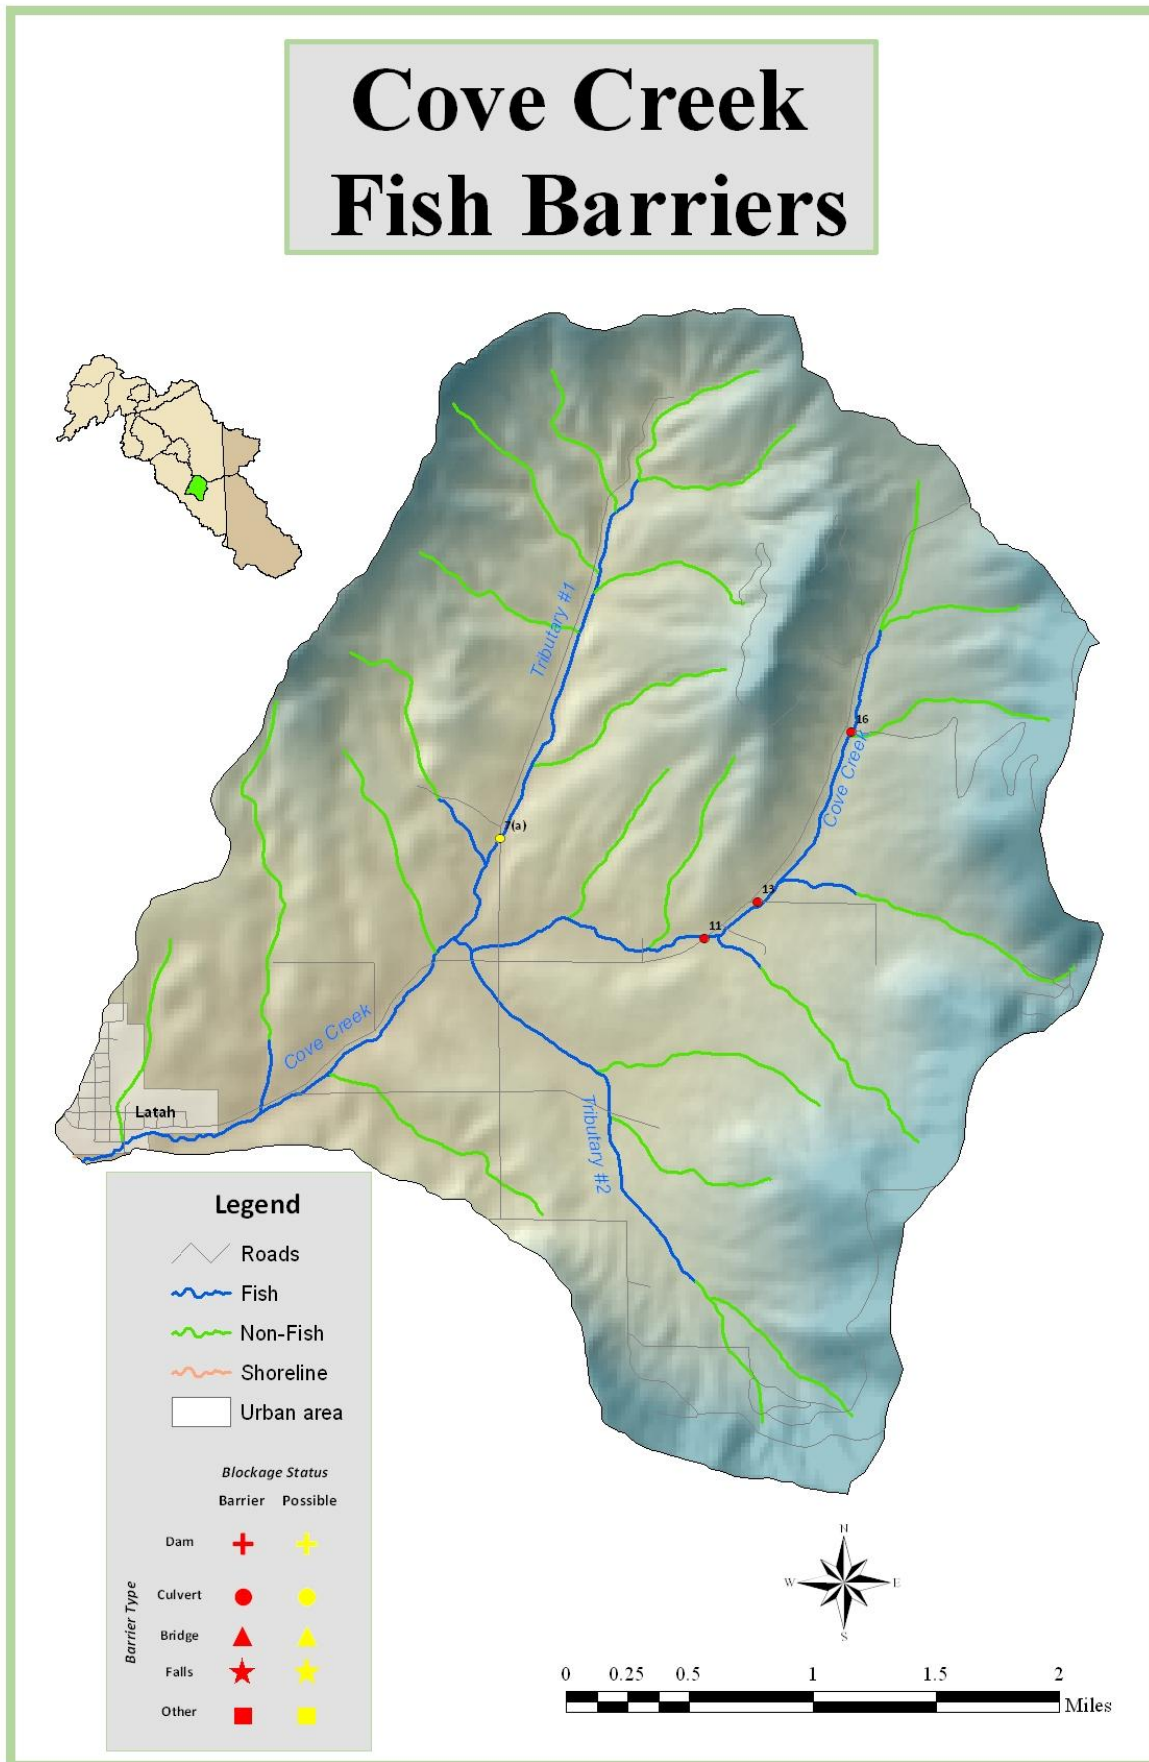 Cove Creek
Fish Barriers
Tributary #1
16
Cove Creek
7(a)
13
11
Cove Creek
Latah
Tributary #2
Legend
Roads
Fish
Non-Fish
Shoreline
Urban area
Blockage Status
Barrier Possible
Barrier Type
Dam
Culvert
Bridge
Falls
Other
N
W E
S
0 0.25 0.5 1 1.5 2
Miles